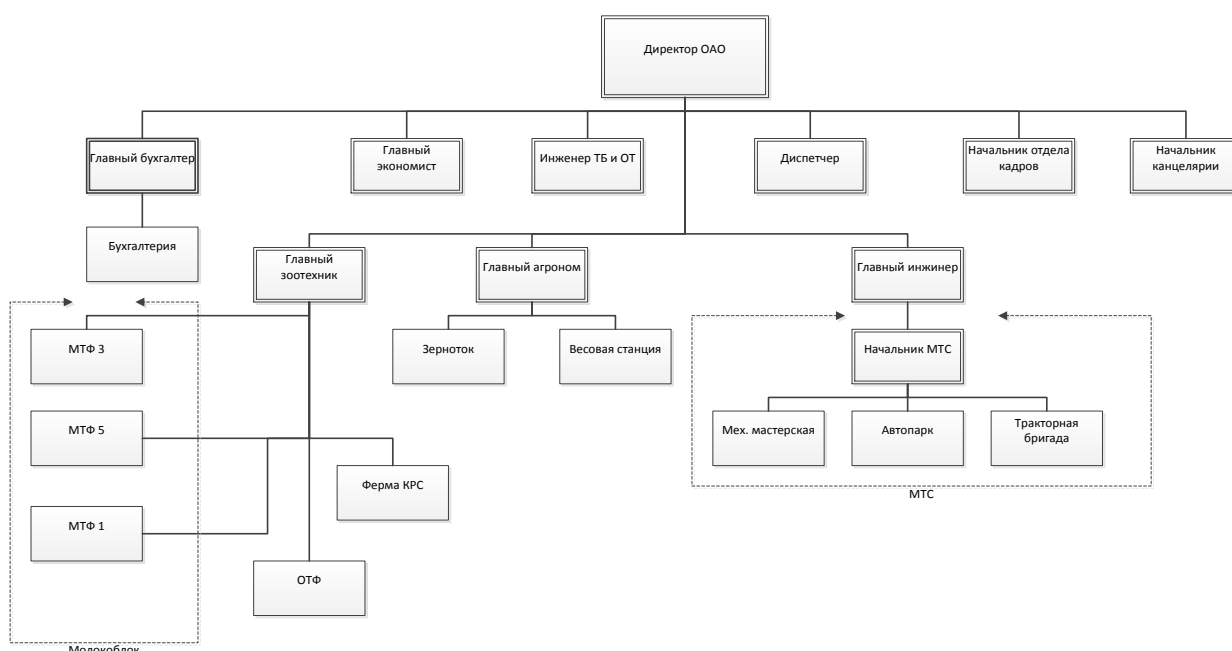 Директор ОАО
Главный бухгалтер
Главный
экономист
Инженер ТБ и ОТ
Диспетчер
Начальник отдела
кадров
Начальник
канцелярии
Бухгалтерия
Главный
зоотехник
Главный агроном
Главный инжинер
МТФ 3
Зерноток
Весовая станция
Начальник МТС
МТФ 5
Мех. мастерская
Автопарк
Тракторная
бригада
Ферма КРС
МТС
МТФ 1
ОТФ
Молокоблок